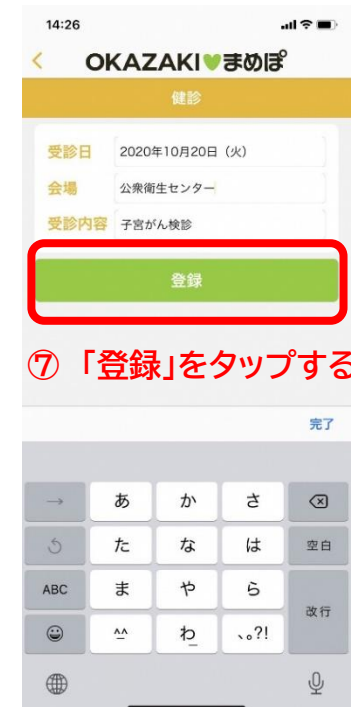 14:26
OKAZAKI まめぽ
健診
受診日 2020年10月20日（火）
会場 公衆衛生センター
受診内容 子宮がん検診
登録
⑦ 「登録」をタップする
完了
→ あ か さ
た な は 空白
ABC ま や ら 改行
^^ わ_ 、。?!